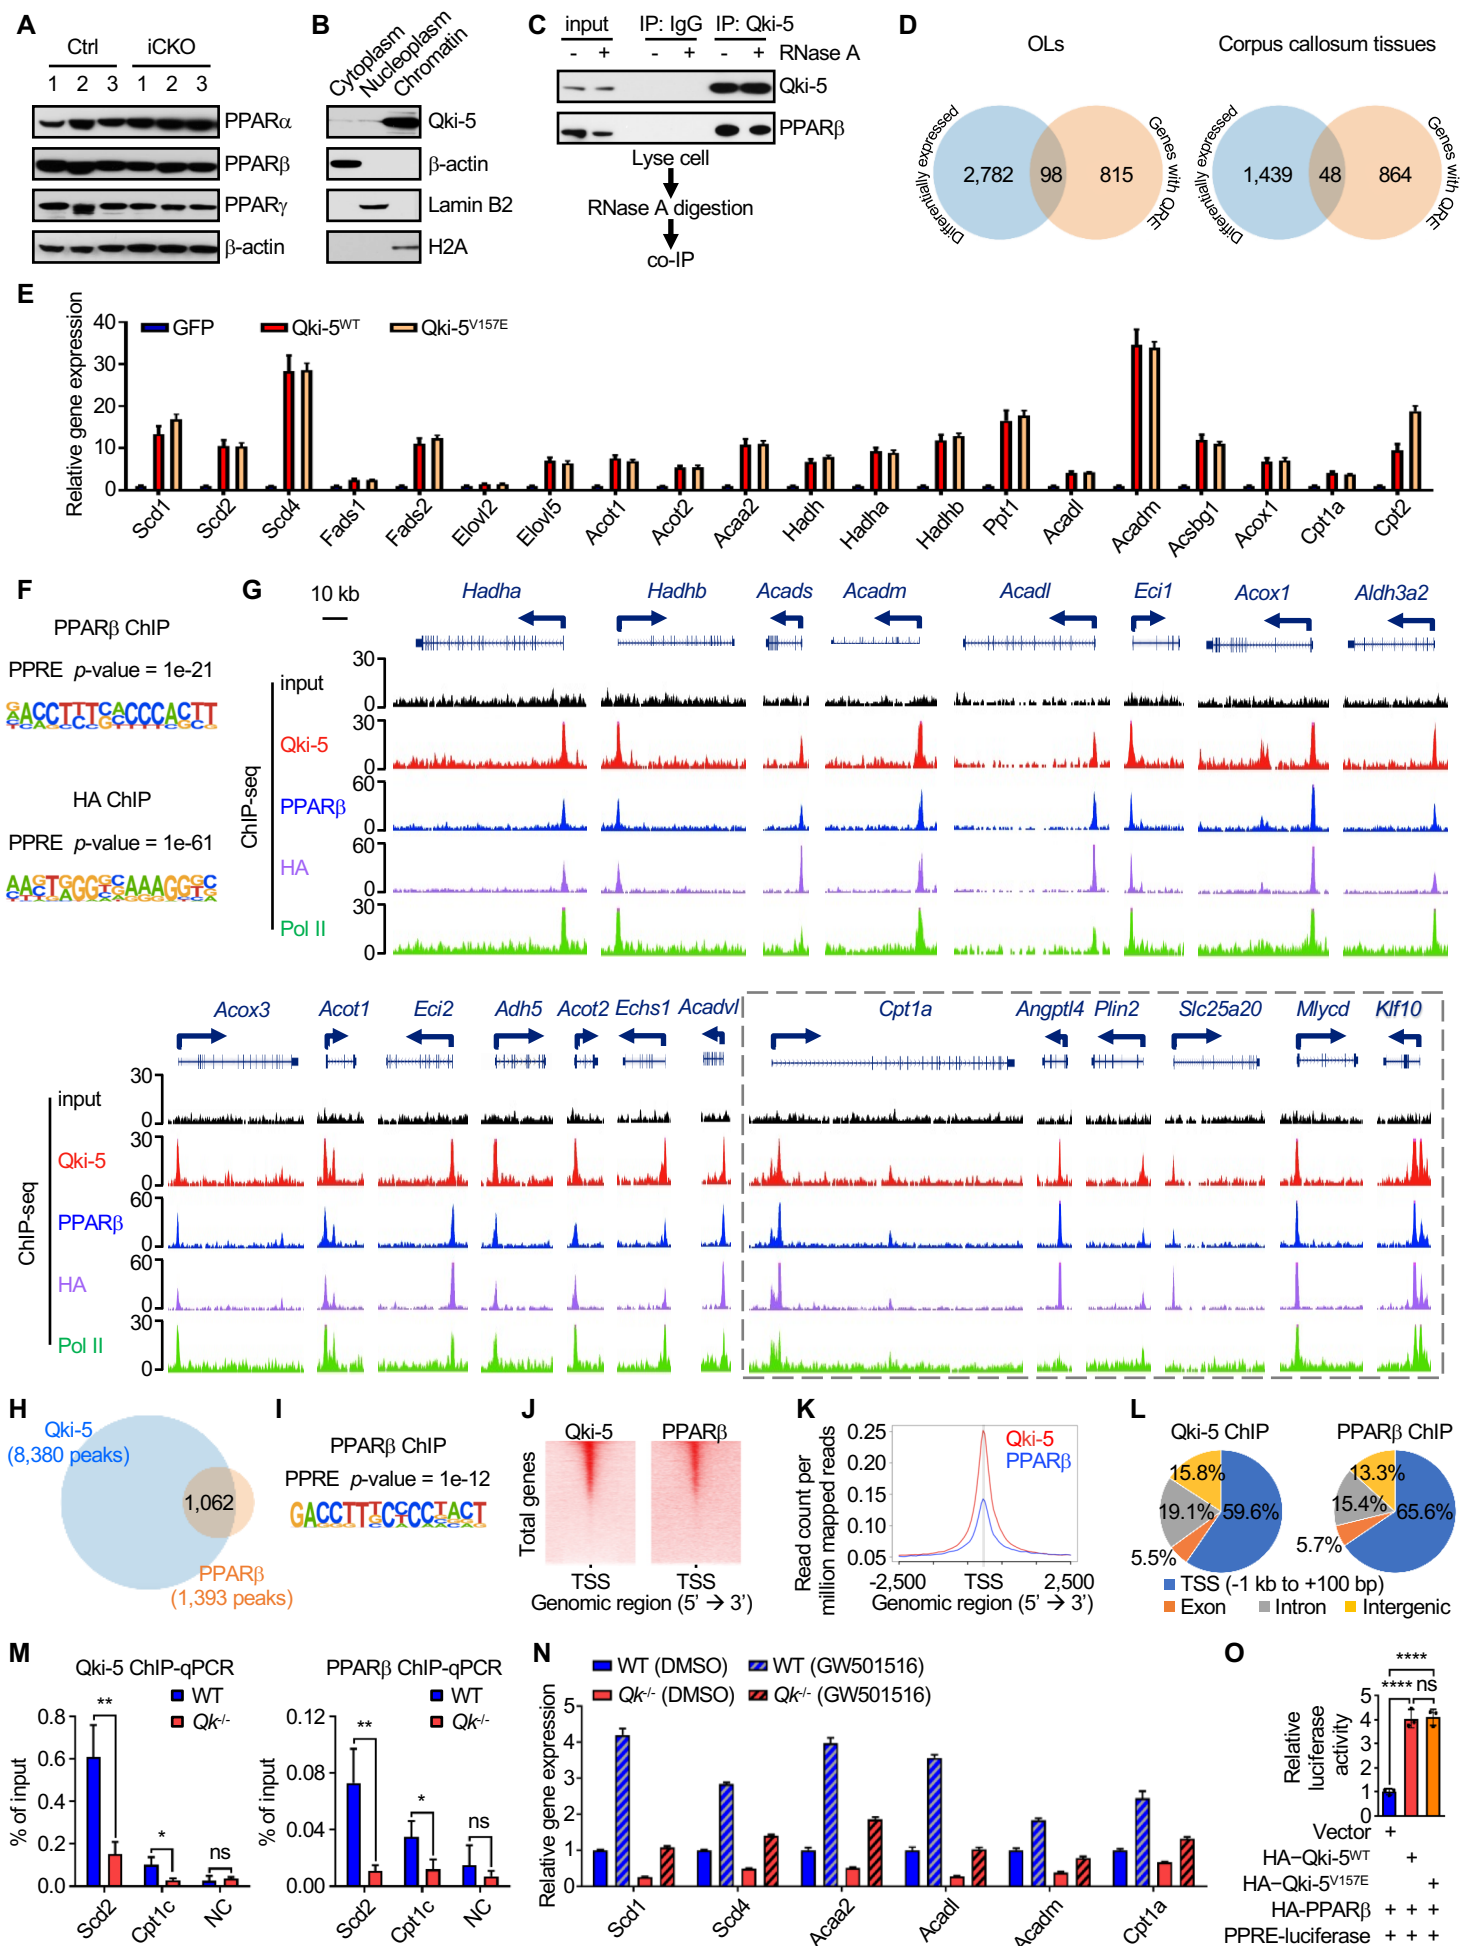 A
Ctrl
iCKO
1 2 3 1 2 3
PPARα
PPARβ
PPARγ
β-actin
B
Cytoplasm
Nucleoplasm
Chromatin
Qki-5
β-actin
Lamin B2
H2A
C
input IP: IgG IP: Qki-5
- + - + - + RNase A
Qki-5
PPARβ
Lyse cell
RNase A digestion
co-IP
D
OLs
Differentially expressed
2,782 98 815
Genes with QRE
Corpus callosum tissues
Differentially expressed
1,439 48 864
Genes with QRE
E
Relative gene expression
40
30
20
10
0
GFP Qki-5WT Qki-5V157E
Scd1 Scd2 Scd4 Fads1 Fads2 Elovl2 Elovl5 Acot1 Acot2 Acaa2 Hadh Hadha Hadhb Ppt1 Acadl Acadm Acsbg1 Acox1 Cpt1a Cpt2
F
PPARβ ChIP
PPRE p-value = 1e-21
HA ChIP
PPRE p-value = 1e-61
G
10 kb
Hadha Hadhb Acads Acadm Acadl Eci1 Acox1 Aldh3a2
ChIP-seq
30
input
0
30
Qki-5
0
60
PPARβ
0
60
HA
0
30
Pol II
0
Acox3 Acot1 Eci2 Adh5 Acot2 Echs1 Acadvl Cpt1a Angptl4 Plin2 Slc25a20 Mlycd Klf10
ChIP-seq
30
input
0
30
Qki-5
0
60
PPARβ
0
60
HA
0
30
Pol II
0
H
Qki-5
(8,380 peaks)
1,062
PPARβ
(1,393 peaks)
I
PPARβ ChIP
PPRE p-value = 1e-12
J
Qki-5 PPARβ
Total genes
TSS TSS
Genomic region (5' → 3')
K
Read count per
million mapped reads
0.25
0.20
0.15
0.10
0.05
Qki-5
PPARβ
-2,500 TSS 2,500
Genomic region (5' → 3')
L
Qki-5 ChIP PPARβ ChIP
15.8%
19.1% 59.6%
5.5%
13.3%
15.4% 65.6%
5.7%
TSS (-1 kb to +100 bp)
Exon Intron Intergenic
M
Qki-5 ChIP-qPCR
WT
Qk-/-
% of input
0.8
0.6
0.4
0.2
0.0
** * ns
Scd2 Cpt1c NC
PPARβ ChIP-qPCR
WT
Qk-/-
% of input
0.12
0.08
0.04
0.00
** * ns
Scd2 Cpt1c NC
N
WT (DMSO) WT (GW501516)
Qk-/- (DMSO) Qk-/- (GW501516)
Relative gene expression
5
4
3
2
1
0
Scd1 Scd4 Acaa2 Acadl Acadm Cpt1a
O
****
**** ns
Relative
luciferase
activity
5
4
3
2
1
0
Vector +
HA–Qki-5WT +
HA–Qki-5V157E +
HA-PPARβ + + +
PPRE-luciferase + + +